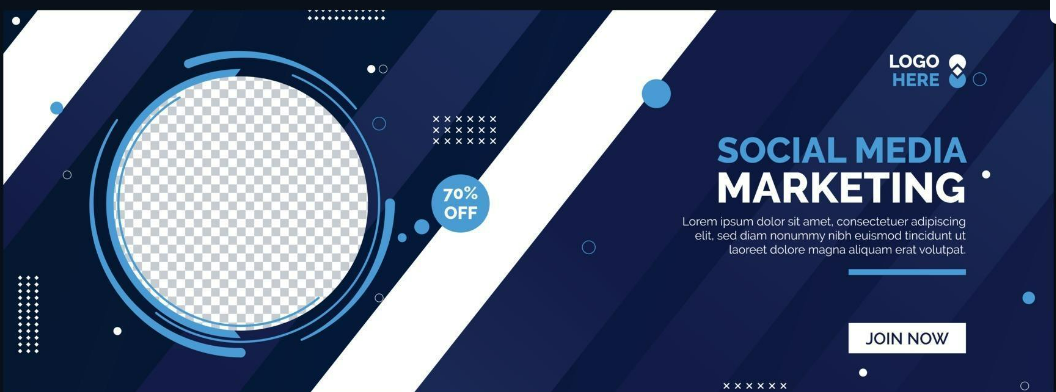 LOGO
HERE
SOCIAL MEDIA
MARKETING
70%
OFF
Lorem ipsum dolor sit amet, consectetuer adipiscing
elit, sed diam nonummy nibh euismod tincidunt ut
laoreet dolore magna aliquam erat volutpat.
JOIN NOW